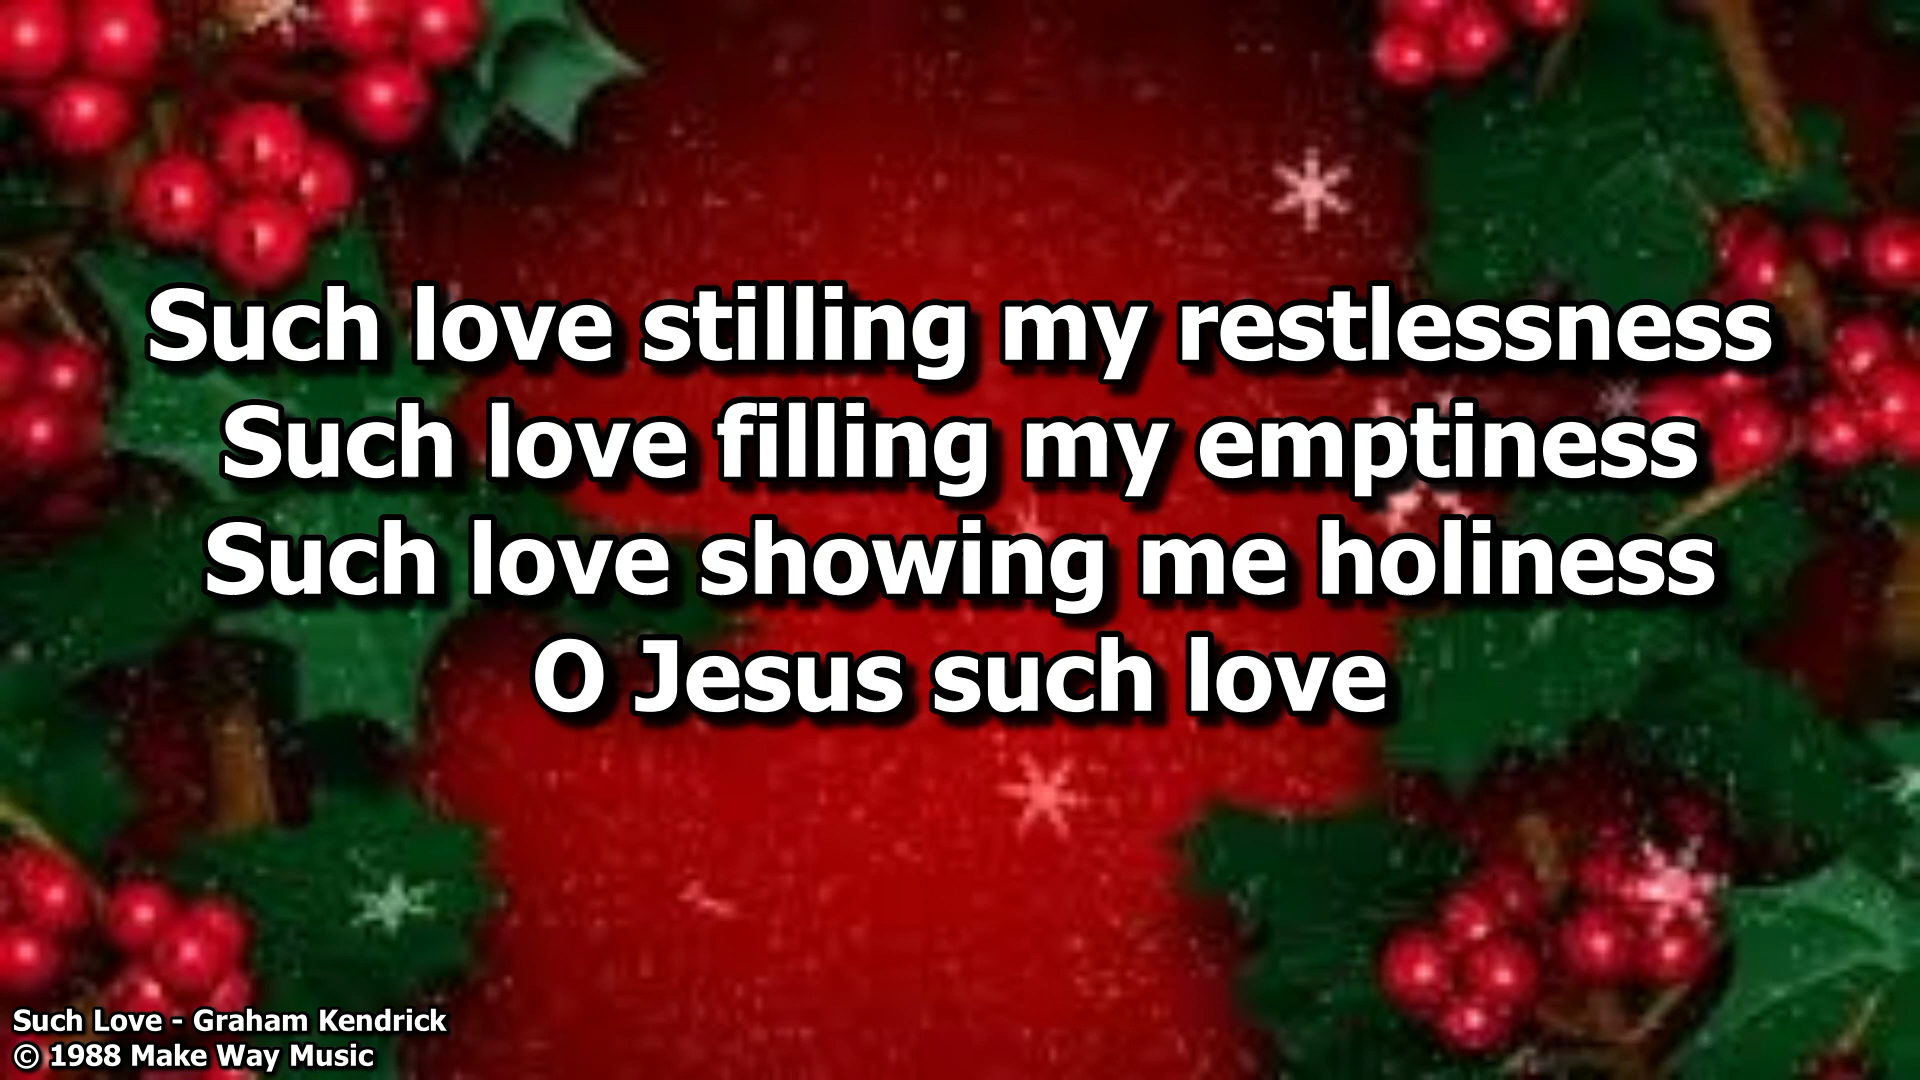 Such love stilling my restlessness
Such love filling my emptiness
Such love showing me holiness
O Jesus such love
Such Love - Graham Kendrick
© 1988 Make Way Music